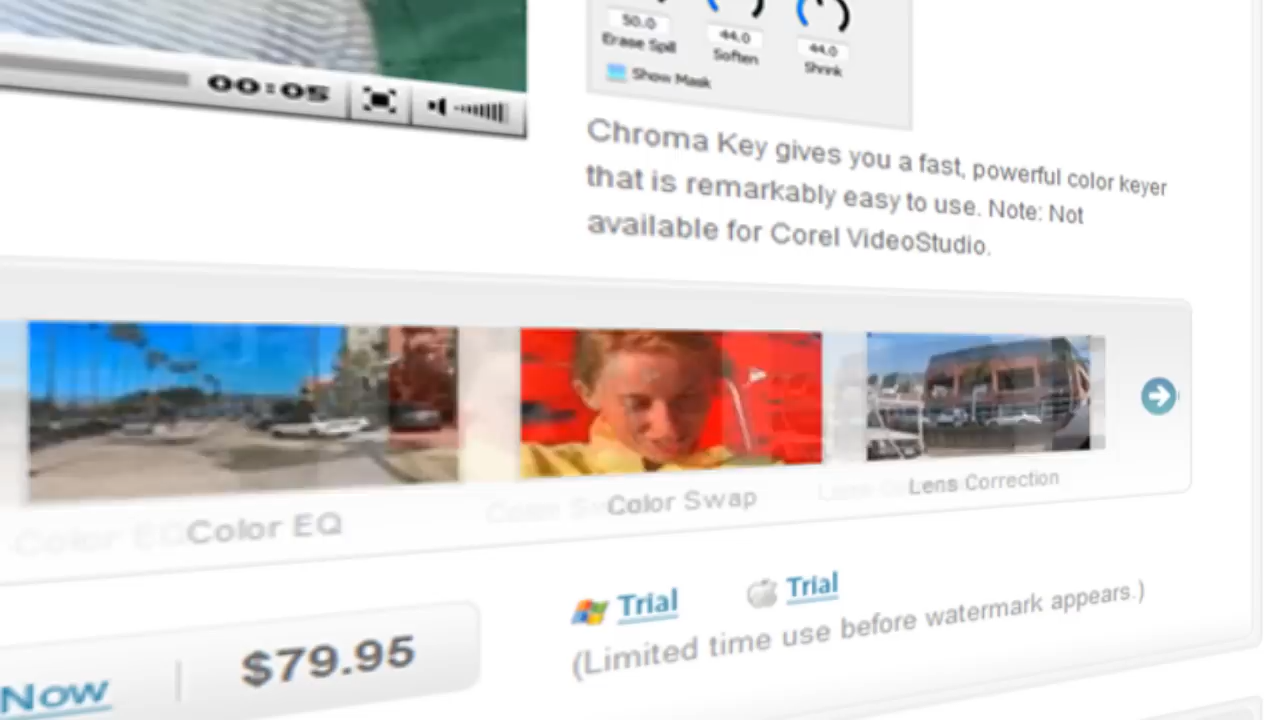 50.0
44.0
44.0
Erase Spill
Soften
Shrink
Show Mask
00:05
Chroma Key gives you a fast, powerful color keyer
that is remarkably easy to use. Note: Not
available for Corel VideoStudio.
Color EQ
Color Swap
Lens Correction
Trial
Trial
(Limited time use before watermark appears.)
Now
$79.95